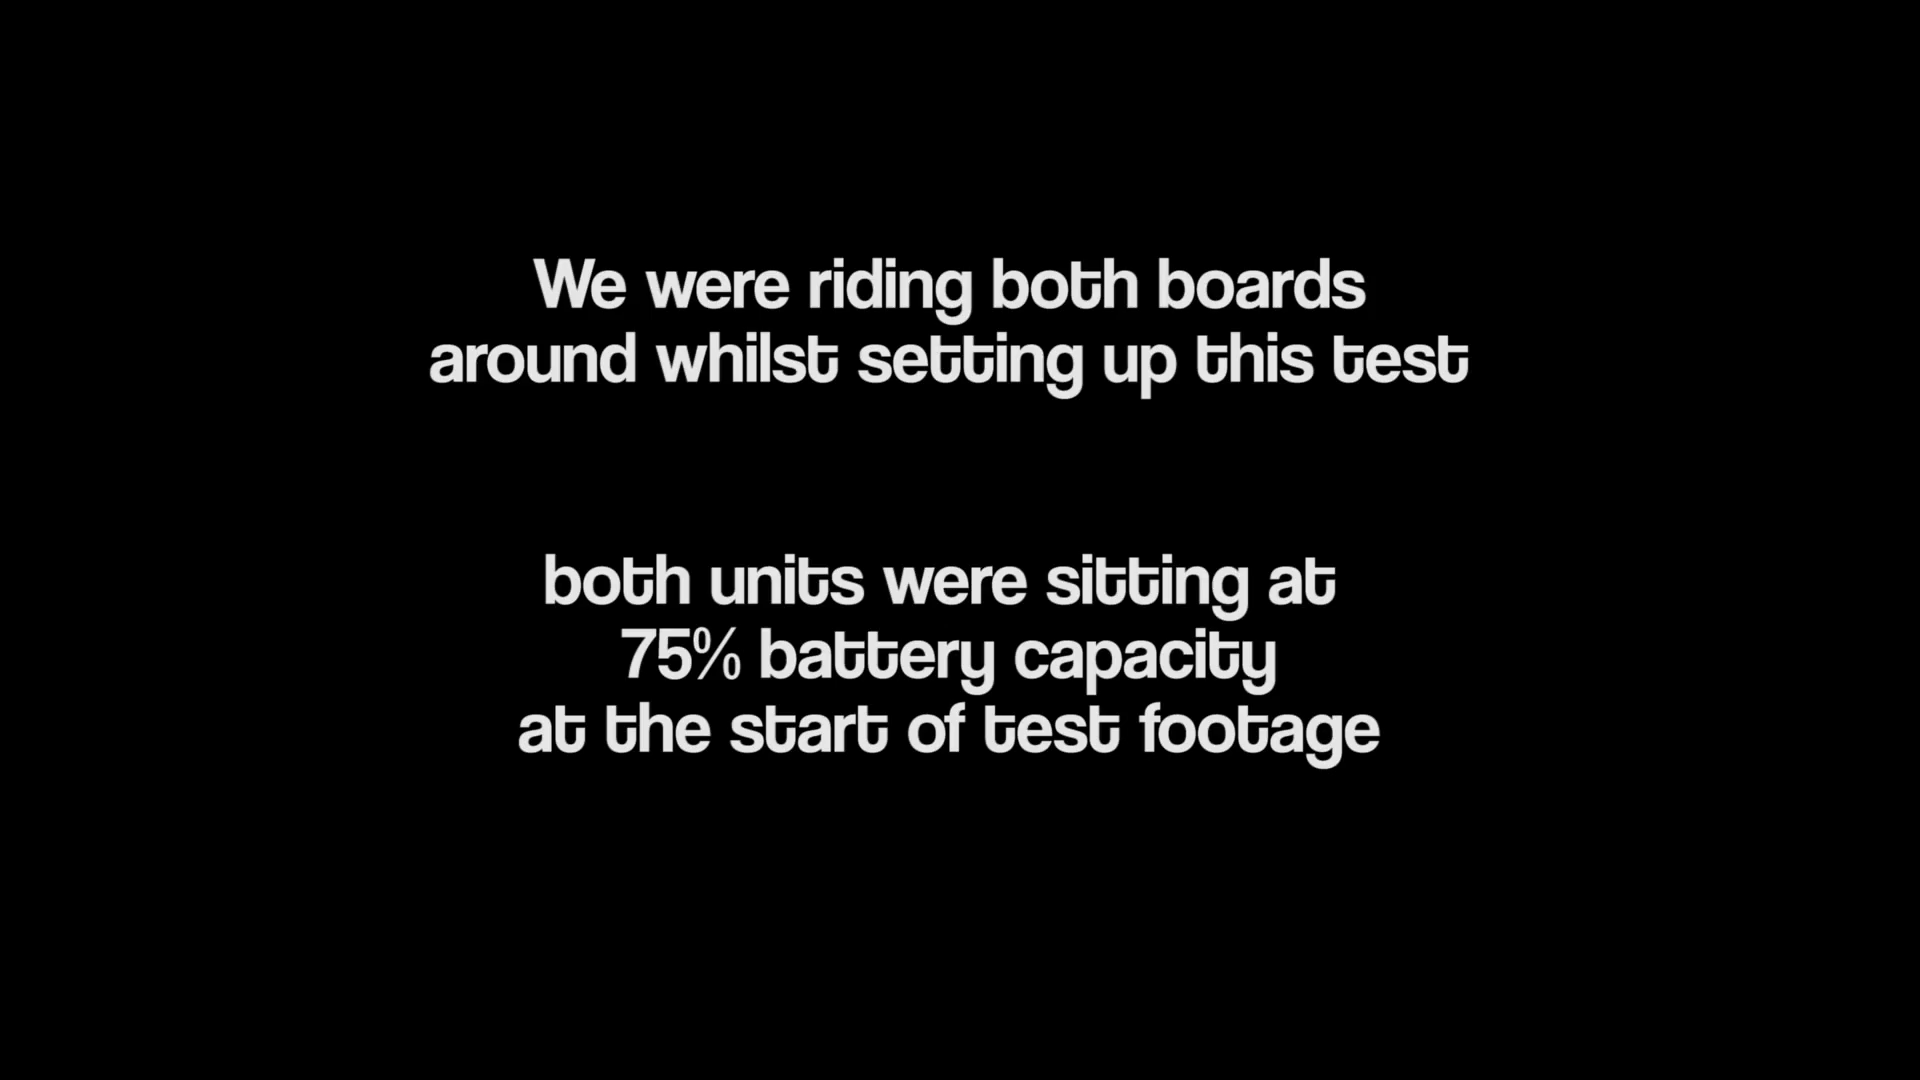 We were riding both boards
around whilst setting up this test
both units were sitting at
75% battery capacity
at the start of test footage